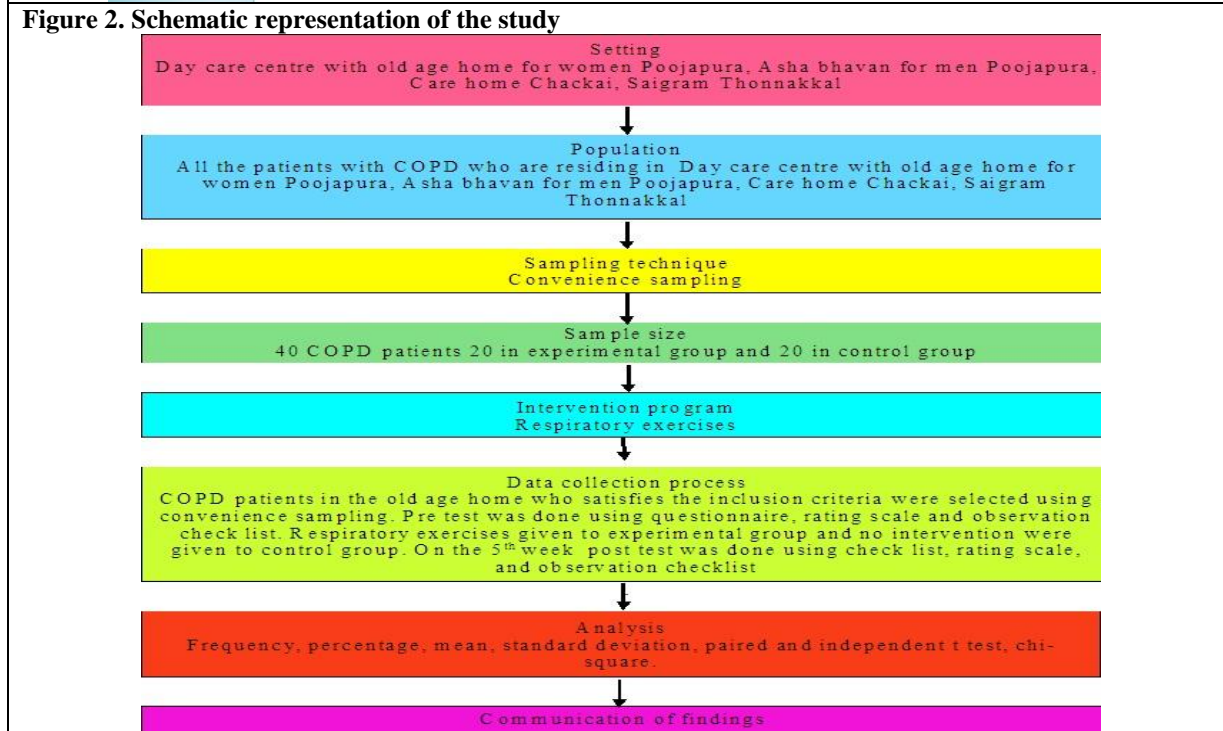 Figure 2. Schematic representation of the study
Setting
Day care centre with old age home for women Poojapura, Asha bhavan for men Poojapura,
Care home Chackai, Saigram Thonnakkal
Population
All the patients with COPD who are residing in Day care centre with old age home for
women Poojapura, Asha bhavan for men Poojapura, Care home Chackai, Saigram
Thonnakkal
Sampling technique
Convenience sampling
Sample size
40 COPD patients 20 in experimental group and 20 in control group
Intervention program
Respiratory exercises
Data collection process
COPD patients in the old age home who satisfies the inclusion criteria were selected using
convenience sampling. Pre test was done using questionnaire, rating scale and observation
check list. Respiratory exercises given to experimental group and no intervention were
given to control group. On the 5th week post test was done using check list, rating scale,
and observation checklist
Analysis
Frequency, percentage, mean, standard deviation, paired and independent t test, chi-
square.
Communication of findings